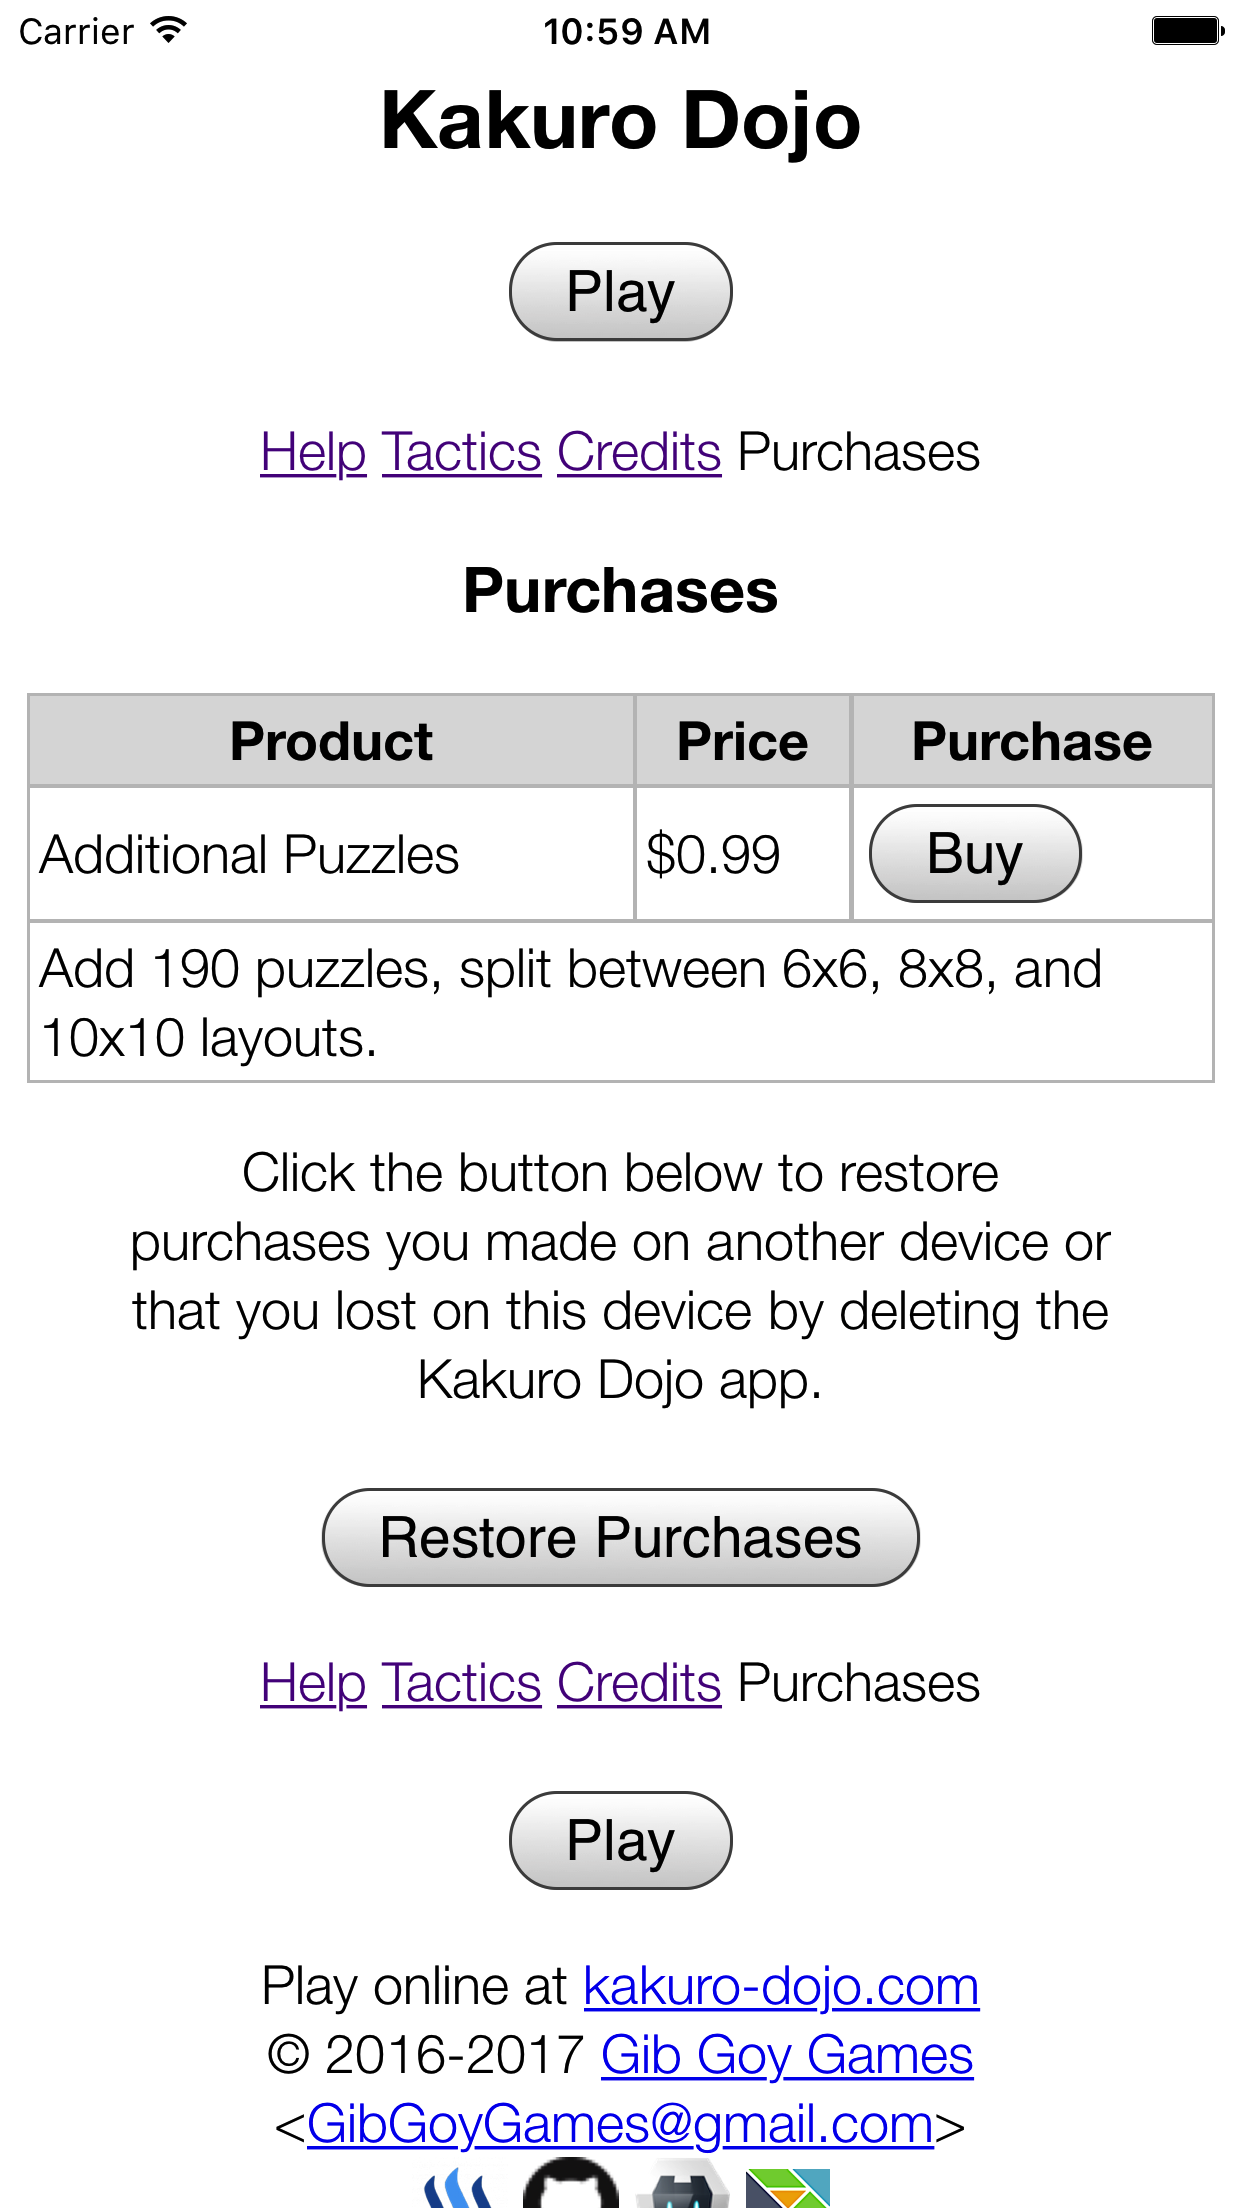 Carrier 10:59 AM
Kakuro Dojo
Play
Help Tactics Credits Purchases
Purchases
Product Price Purchase
Additional Puzzles $0.99 Buy
Add 190 puzzles, split between 6x6, 8x8, and
10x10 layouts.
Click the button below to restore
purchases you made on another device or
that you lost on this device by deleting the
Kakuro Dojo app.
Restore Purchases
Help Tactics Credits Purchases
Play
Play online at kakuro-dojo.com
© 2016-2017 Gib Goy Games
<GibGoyGames@gmail.com>